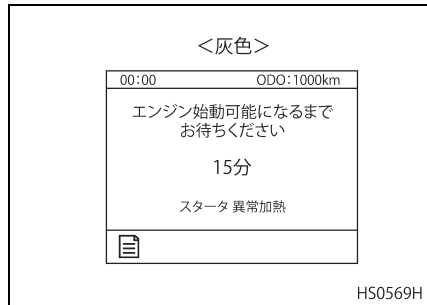 ＜灰色＞
00:00 ODO:1000km
エンジン始動可能になるまで
お待ちください
15分
スタータ 異常加熱
HS0569H